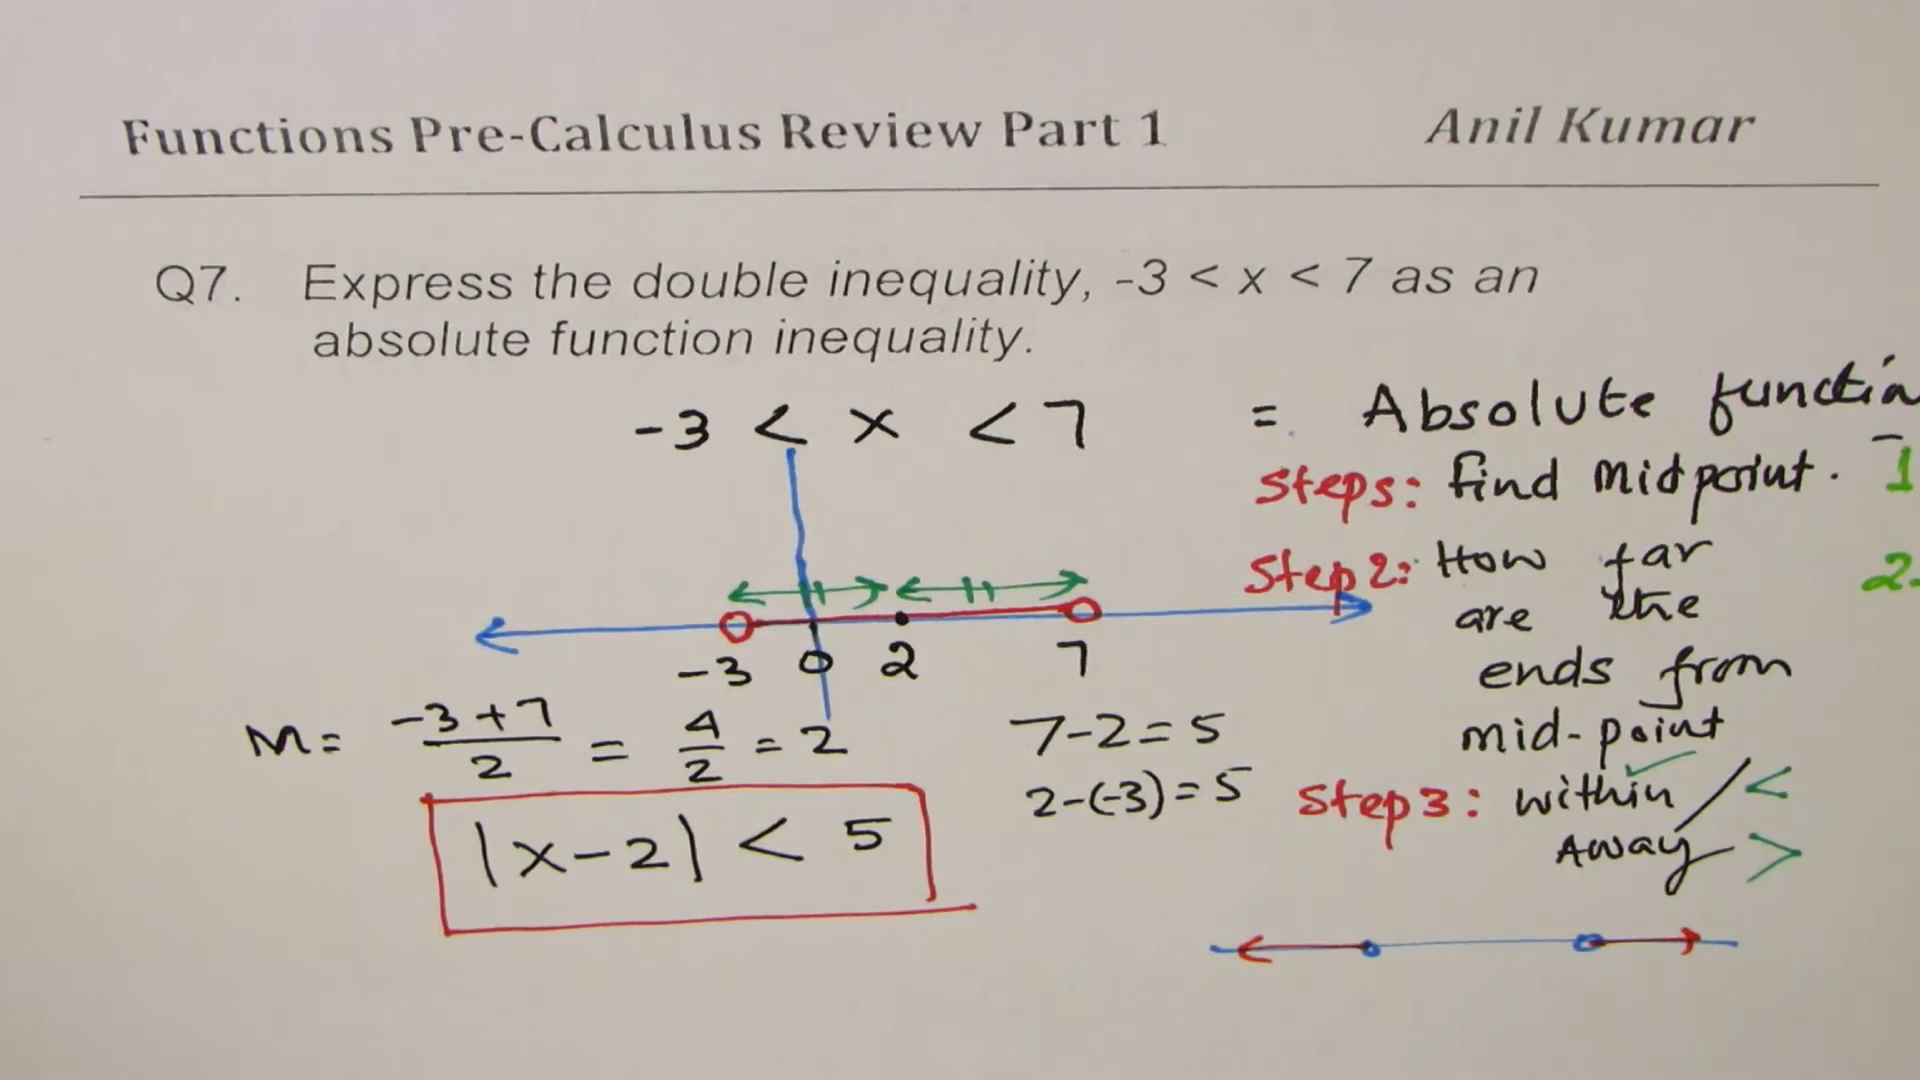 Functions Pre-Calculus Review Part 1 Anil Kumar
Q7. Express the double inequality, -3 < x < 7 as an
absolute function inequality.
-3 < x < 7 = Absolute functin
Steps: find Midpoint. 1
Step 2: How far 2.
are the
ends from
mid-point
-3 0 2 7
M = -3+7/2 = 4/2 = 2
7-2=5
2-(-3)=5
Step 3: within / <
Away >
|x-2| < 5